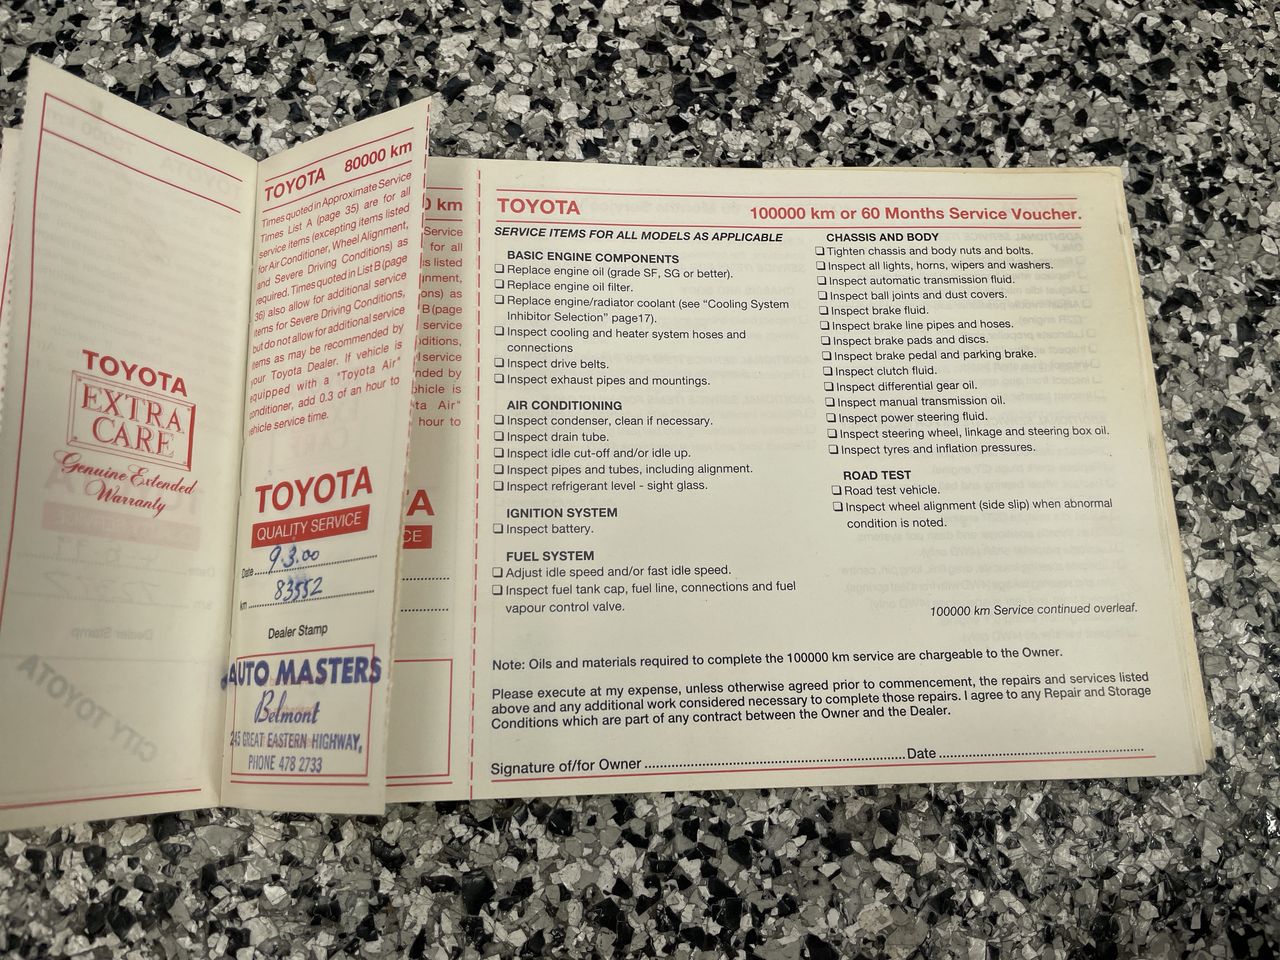 TOYOTA
EXTRA
CARE
Genuine Extended
Warranty
TOYOTA 80000 km
Times quoted in Approximate Service
Times List A (page 35) are for all
service items (excepting items listed
for Air Conditioner, Wheel Alignment,
and Severe Driving Conditions) as
required. Times quoted in List B (page
36) also allow for additional service
items for Severe Driving Conditions,
but do not allow for additional service
items as may be recommended by
your Toyota Dealer. If vehicle is
equipped with a "Toyota Air"
conditioner, add 0.3 of an hour to
vehicle service time.
TOYOTA
QUALITY SERVICE
Date 9.3.00
km 83552
Dealer Stamp
AUTO MASTERS
Belmont
245 GREAT EASTERN HIGHWAY,
PHONE 478 2733
km
Service
for all
listed
ons) as
B (page
service
service
ta Air"
hour to
TOYOTA 100000 km or 60 Months Service Voucher.
SERVICE ITEMS FOR ALL MODELS AS APPLICABLE
BASIC ENGINE COMPONENTS
❑ Replace engine oil (grade SF, SG or better).
❑ Replace engine oil filter.
❑ Replace engine/radiator coolant (see “Cooling System
Inhibitor Selection” page17).
❑ Inspect cooling and heater system hoses and
connections
❑ Inspect drive belts.
❑ Inspect exhaust pipes and mountings.
AIR CONDITIONING
❑ Inspect condenser, clean if necessary.
❑ Inspect drain tube.
❑ Inspect idle cut-off and/or idle up.
❑ Inspect pipes and tubes, including alignment.
❑ Inspect refrigerant level - sight glass.
IGNITION SYSTEM
❑ Inspect battery.
FUEL SYSTEM
❑ Adjust idle speed and/or fast idle speed.
❑ Inspect fuel tank cap, fuel line, connections and fuel
vapour control valve.
CHASSIS AND BODY
❑ Tighten chassis and body nuts and bolts.
❑ Inspect all lights, horns, wipers and washers.
❑ Inspect automatic transmission fluid.
❑ Inspect ball joints and dust covers.
❑ Inspect brake fluid.
❑ Inspect brake line pipes and hoses.
❑ Inspect brake pads and discs.
❑ Inspect brake pedal and parking brake.
❑ Inspect clutch fluid.
❑ Inspect differential gear oil.
❑ Inspect manual transmission oil.
❑ Inspect power steering fluid.
❑ Inspect steering wheel, linkage and steering box oil.
❑ Inspect tyres and inflation pressures.
ROAD TEST
❑ Road test vehicle.
❑ Inspect wheel alignment (side slip) when abnormal
condition is noted.
100000 km Service continued overleaf.
Note: Oils and materials required to complete the 100000 km service are chargeable to the Owner.
Please execute at my expense, unless otherwise agreed prior to commencement, the repairs and services listed
above and any additional work considered necessary to complete those repairs. I agree to any Repair and Storage
Conditions which are part of any contract between the Owner and the Dealer.
Signature of/for Owner Date